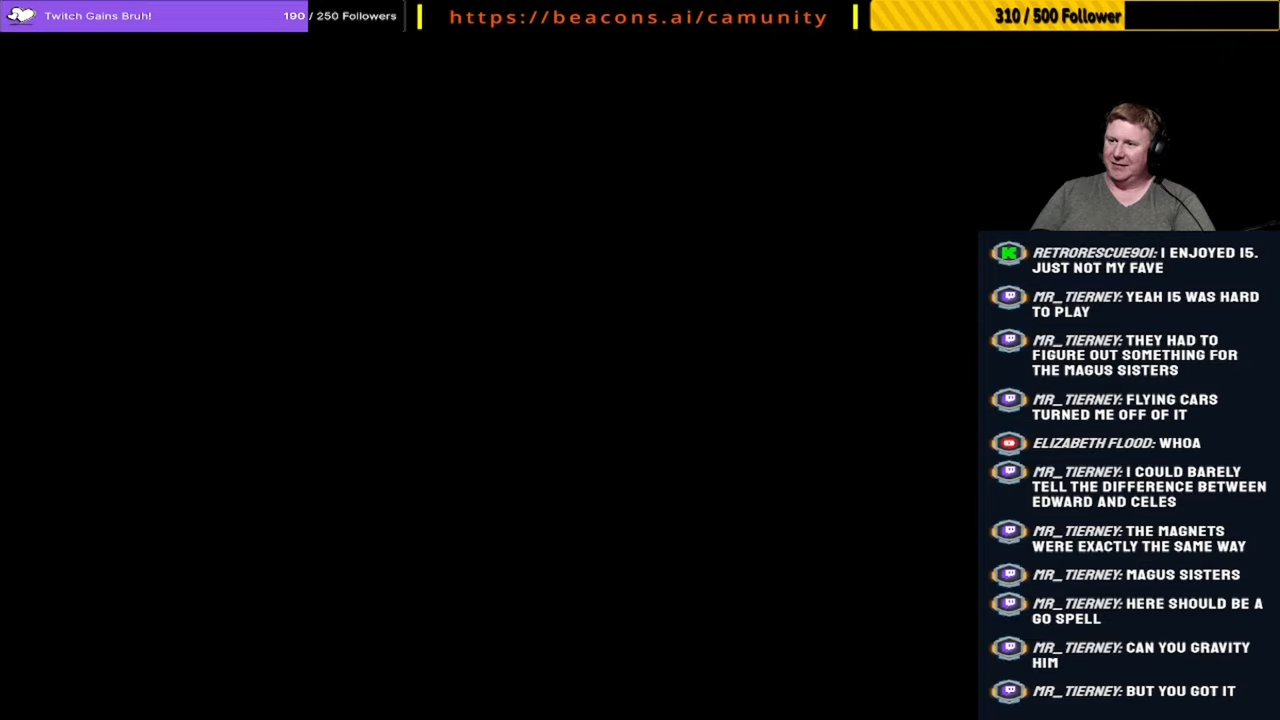 Twitch Gains Bruh! 190 / 250 Followers
https://beacons.ai/camunity
310 / 500 Follower
RETRORESCUE901: I ENJOYED 15.
JUST NOT MY FAVE
MR_TIERNEY: YEAH 15 WAS HARD
TO PLAY
MR_TIERNEY: THEY HAD TO
FIGURE OUT SOMETHING FOR
THE MAGUS SISTERS
MR_TIERNEY: FLYING CARS
TURNED ME OFF OF IT
ELIZABETH FLOOD: WHOA
MR_TIERNEY: I COULD BARELY
TELL THE DIFFERENCE BETWEEN
EDWARD AND CELES
MR_TIERNEY: THE MAGNETS
WERE EXACTLY THE SAME WAY
MR_TIERNEY: MAGUS SISTERS
MR_TIERNEY: HERE SHOULD BE A
GO SPELL
MR_TIERNEY: CAN YOU GRAVITY
HIM
MR_TIERNEY: BUT YOU GOT IT